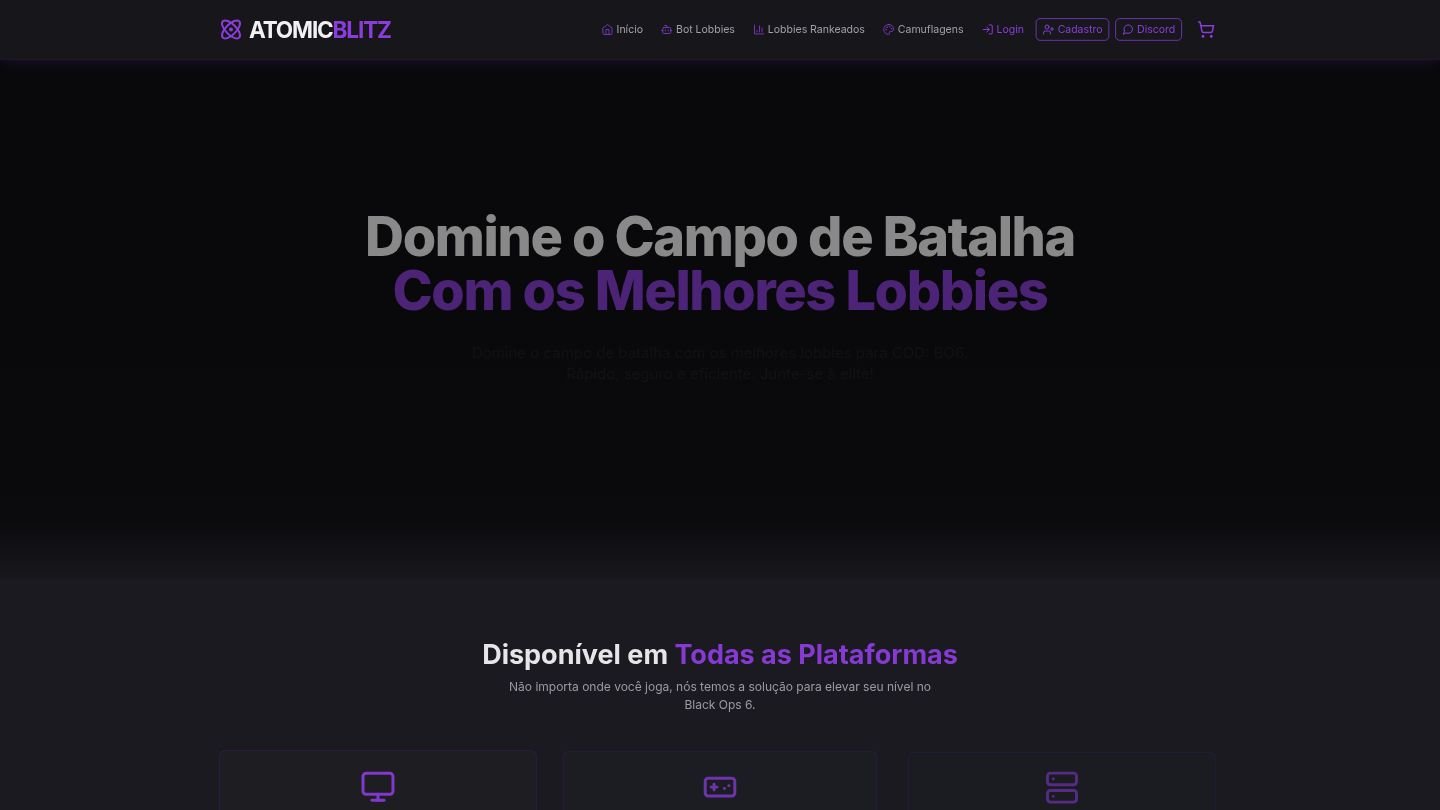 ATOMICBLITZ
Início
Bot Lobbies
Lobbies Rankeados
Camuflagens
Login
Cadastro
Discord
Domine o Campo de Batalha
Com os Melhores Lobbies
Domine o campo de batalha com os melhores lobbies para COD: BO6.
Rápido, seguro e eficiente. Junte-se à elite!
Disponível em Todas as Plataformas
Não importa onde você joga, nós temos a solução para elevar seu nível no
Black Ops 6.